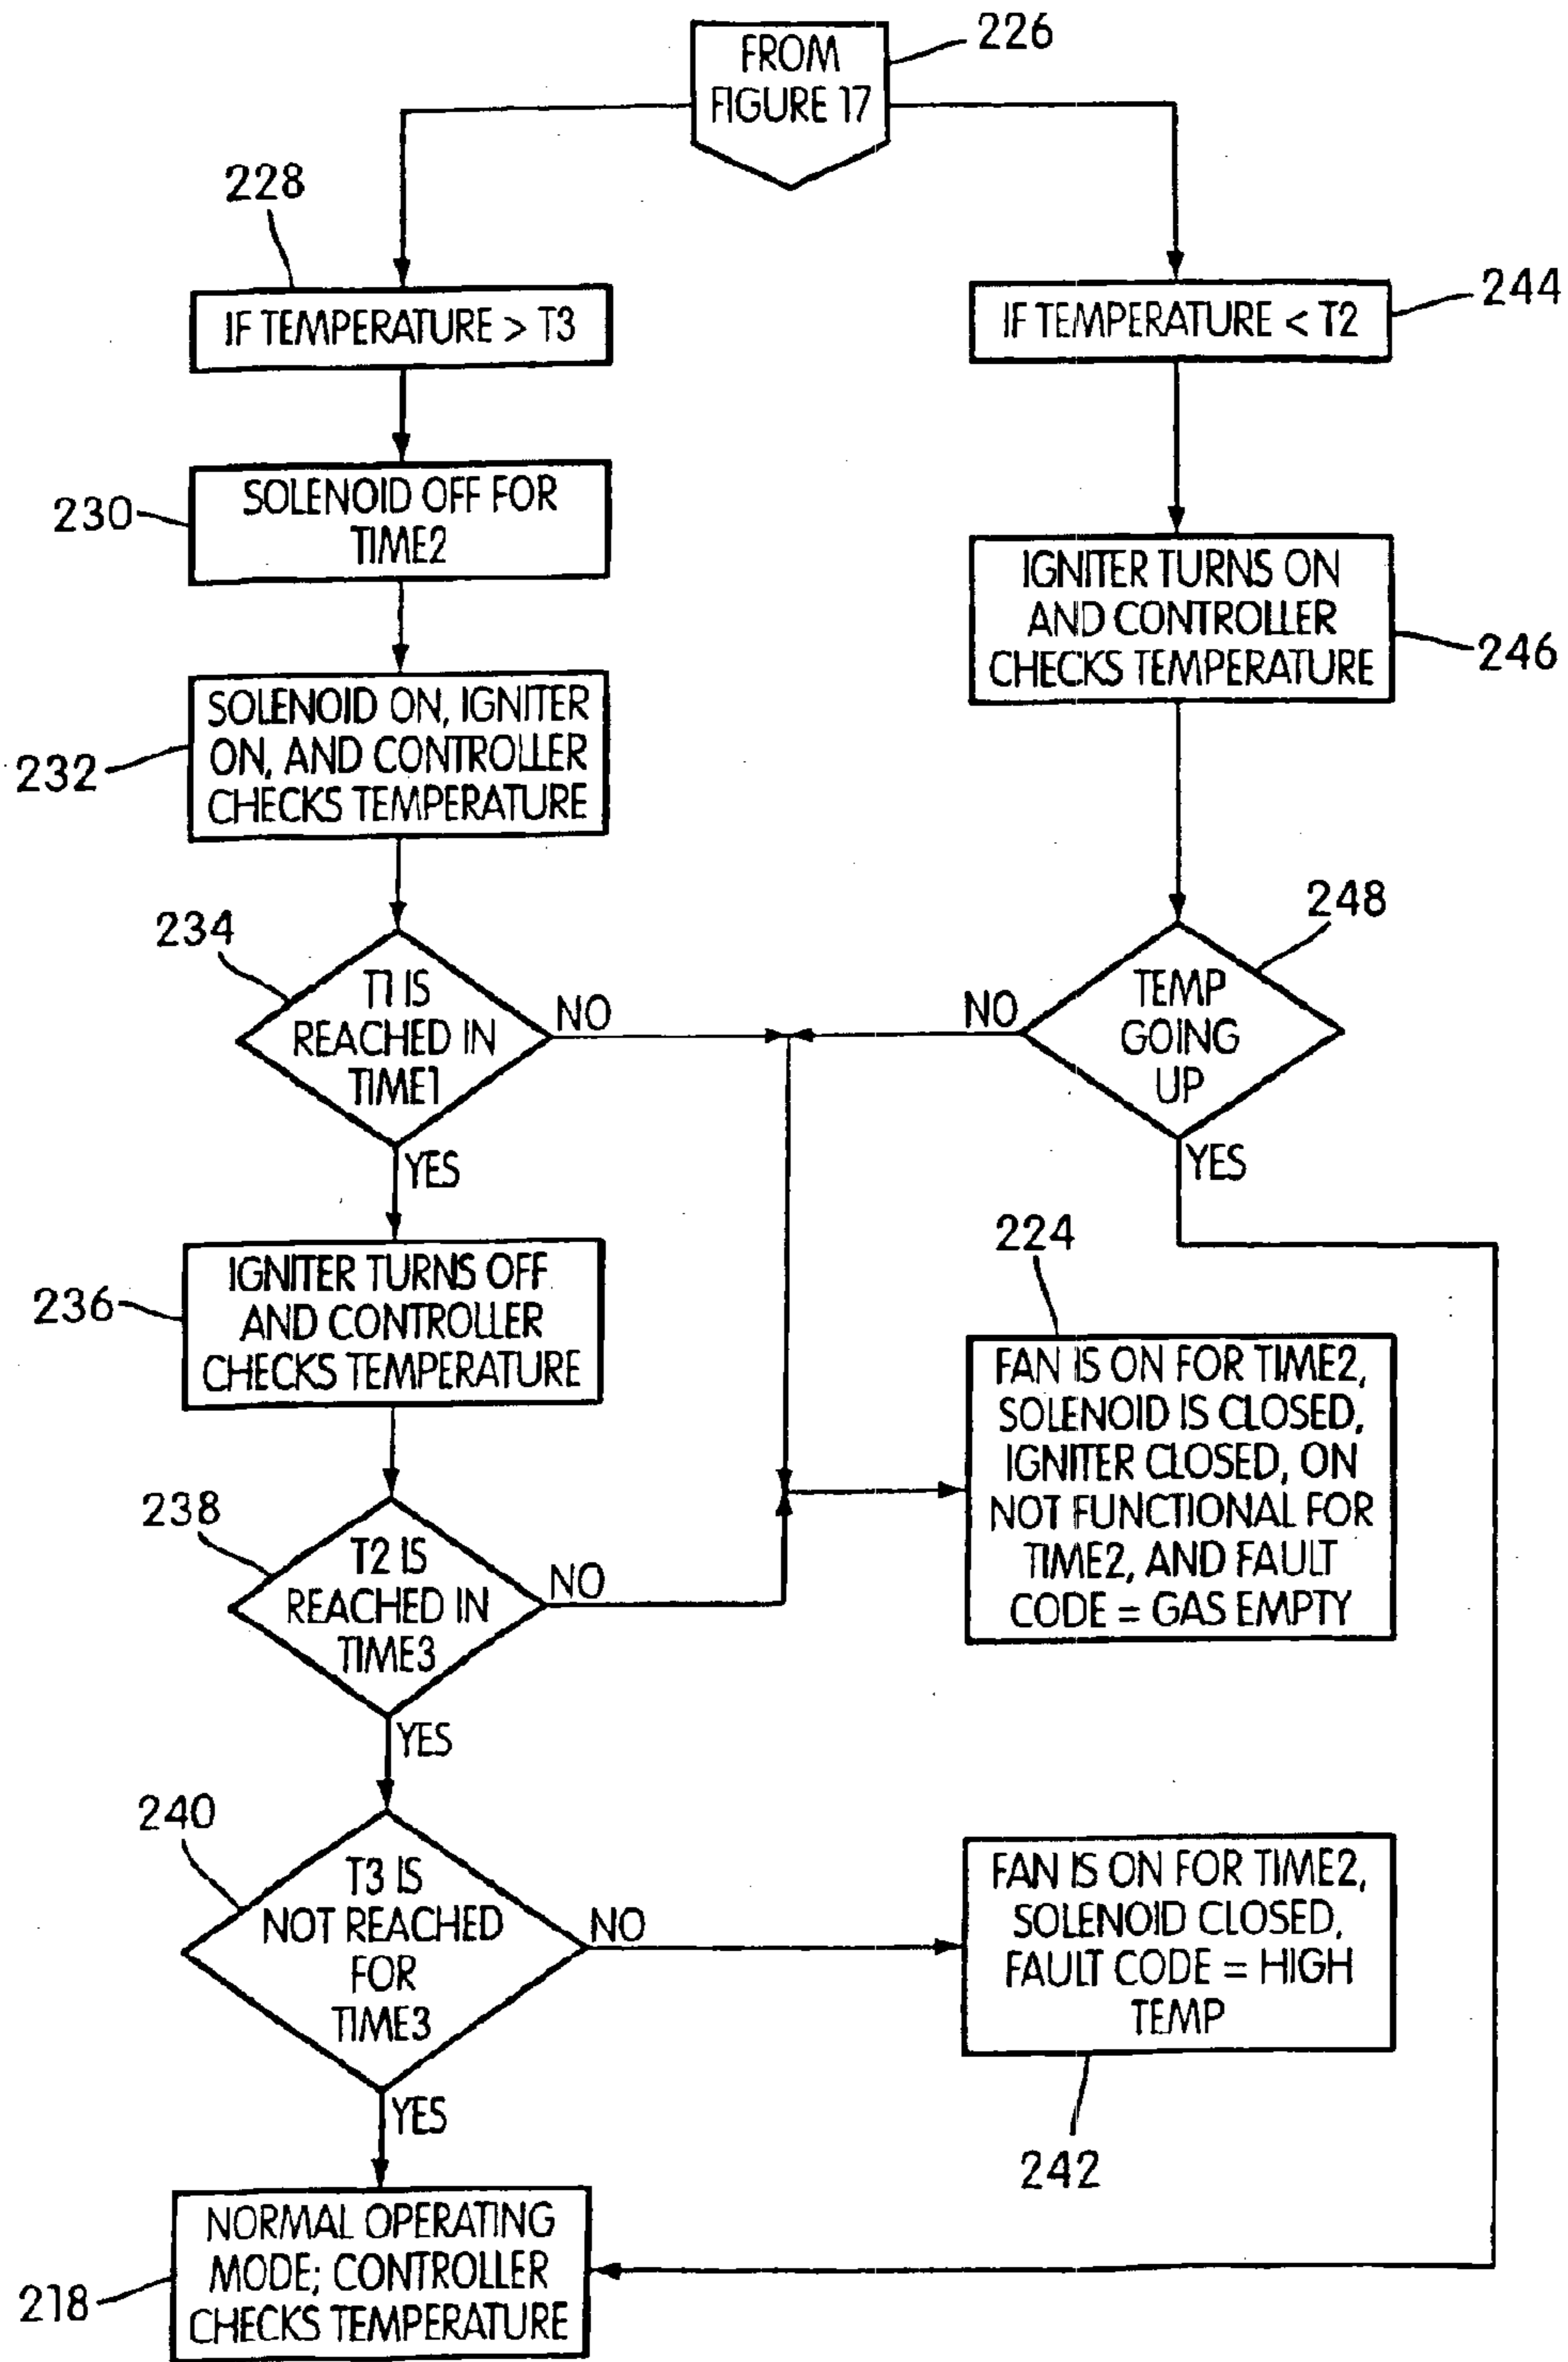 FROM
FIGURE 17
226
228
IF TEMPERATURE > T3
IF TEMPERATURE < T2
244
230
SOLENOID OFF FOR
TIME2
IGNITER TURNS ON
AND CONTROLLER
CHECKS TEMPERATURE
246
232
SOLENOID ON, IGNITER
ON, AND CONTROLLER
CHECKS TEMPERATURE
234
T1 IS
REACHED IN
TIME1
NO
YES
248
TEMP
GOING
UP
NO
YES
236
IGNITER TURNS OFF
AND CONTROLLER
CHECKS TEMPERATURE
224
FAN IS ON FOR TIME2,
SOLENOID IS CLOSED,
IGNITER CLOSED, ON
NOT FUNCTIONAL FOR
TIME2, AND FAULT
CODE = GAS EMPTY
238
T2 IS
REACHED IN
TIME3
NO
YES
240
T3 IS
NOT REACHED
FOR
TIME3
NO
YES
FAN IS ON FOR TIME2,
SOLENOID CLOSED,
FAULT CODE = HIGH
TEMP
242
218
NORMAL OPERATING
MODE; CONTROLLER
CHECKS TEMPERATURE